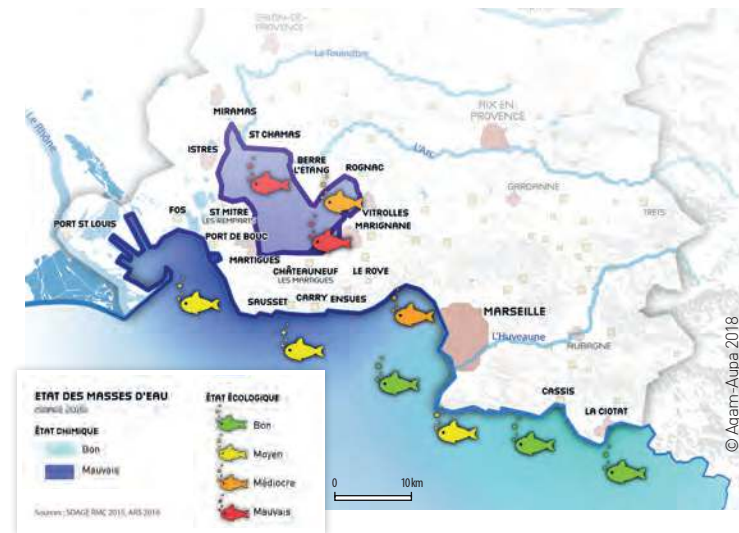 SALON-DE-
PROVENCE
La Touloubre
Le Rhône
MIRAMAS
ST CHAMAS
AIX EN
PROVENCE
ISTRES
BERRE
L'ETANG
ROGNAC
L'Arc
GARDANNE
FOS
ST MITRE
LES REMPARTS
VITROLLES
MARIGNANE
TRETS
PORT ST LOUIS
PORT DE BOUC
MARTIGUES
CHÂTEAUNEUF
LES MARTIGUES
LE ROVE
SAUSSET
CARRY
ENSUES
MARSEILLE
L'Huveaune
AUBAGNE
CASSIS
LA CIOTAT
ETAT DES MASSES D'EAU
(SDAGE 2015)
ÉTAT CHIMIQUE
Bon
Mauvais
ÉTAT ÉCOLOGIQUE
Bon
Moyen
Médiocre
Mauvais
Sources : SDAGE RMC 2015, ARS 2016
0 10km
© Agam-Aupa 2018